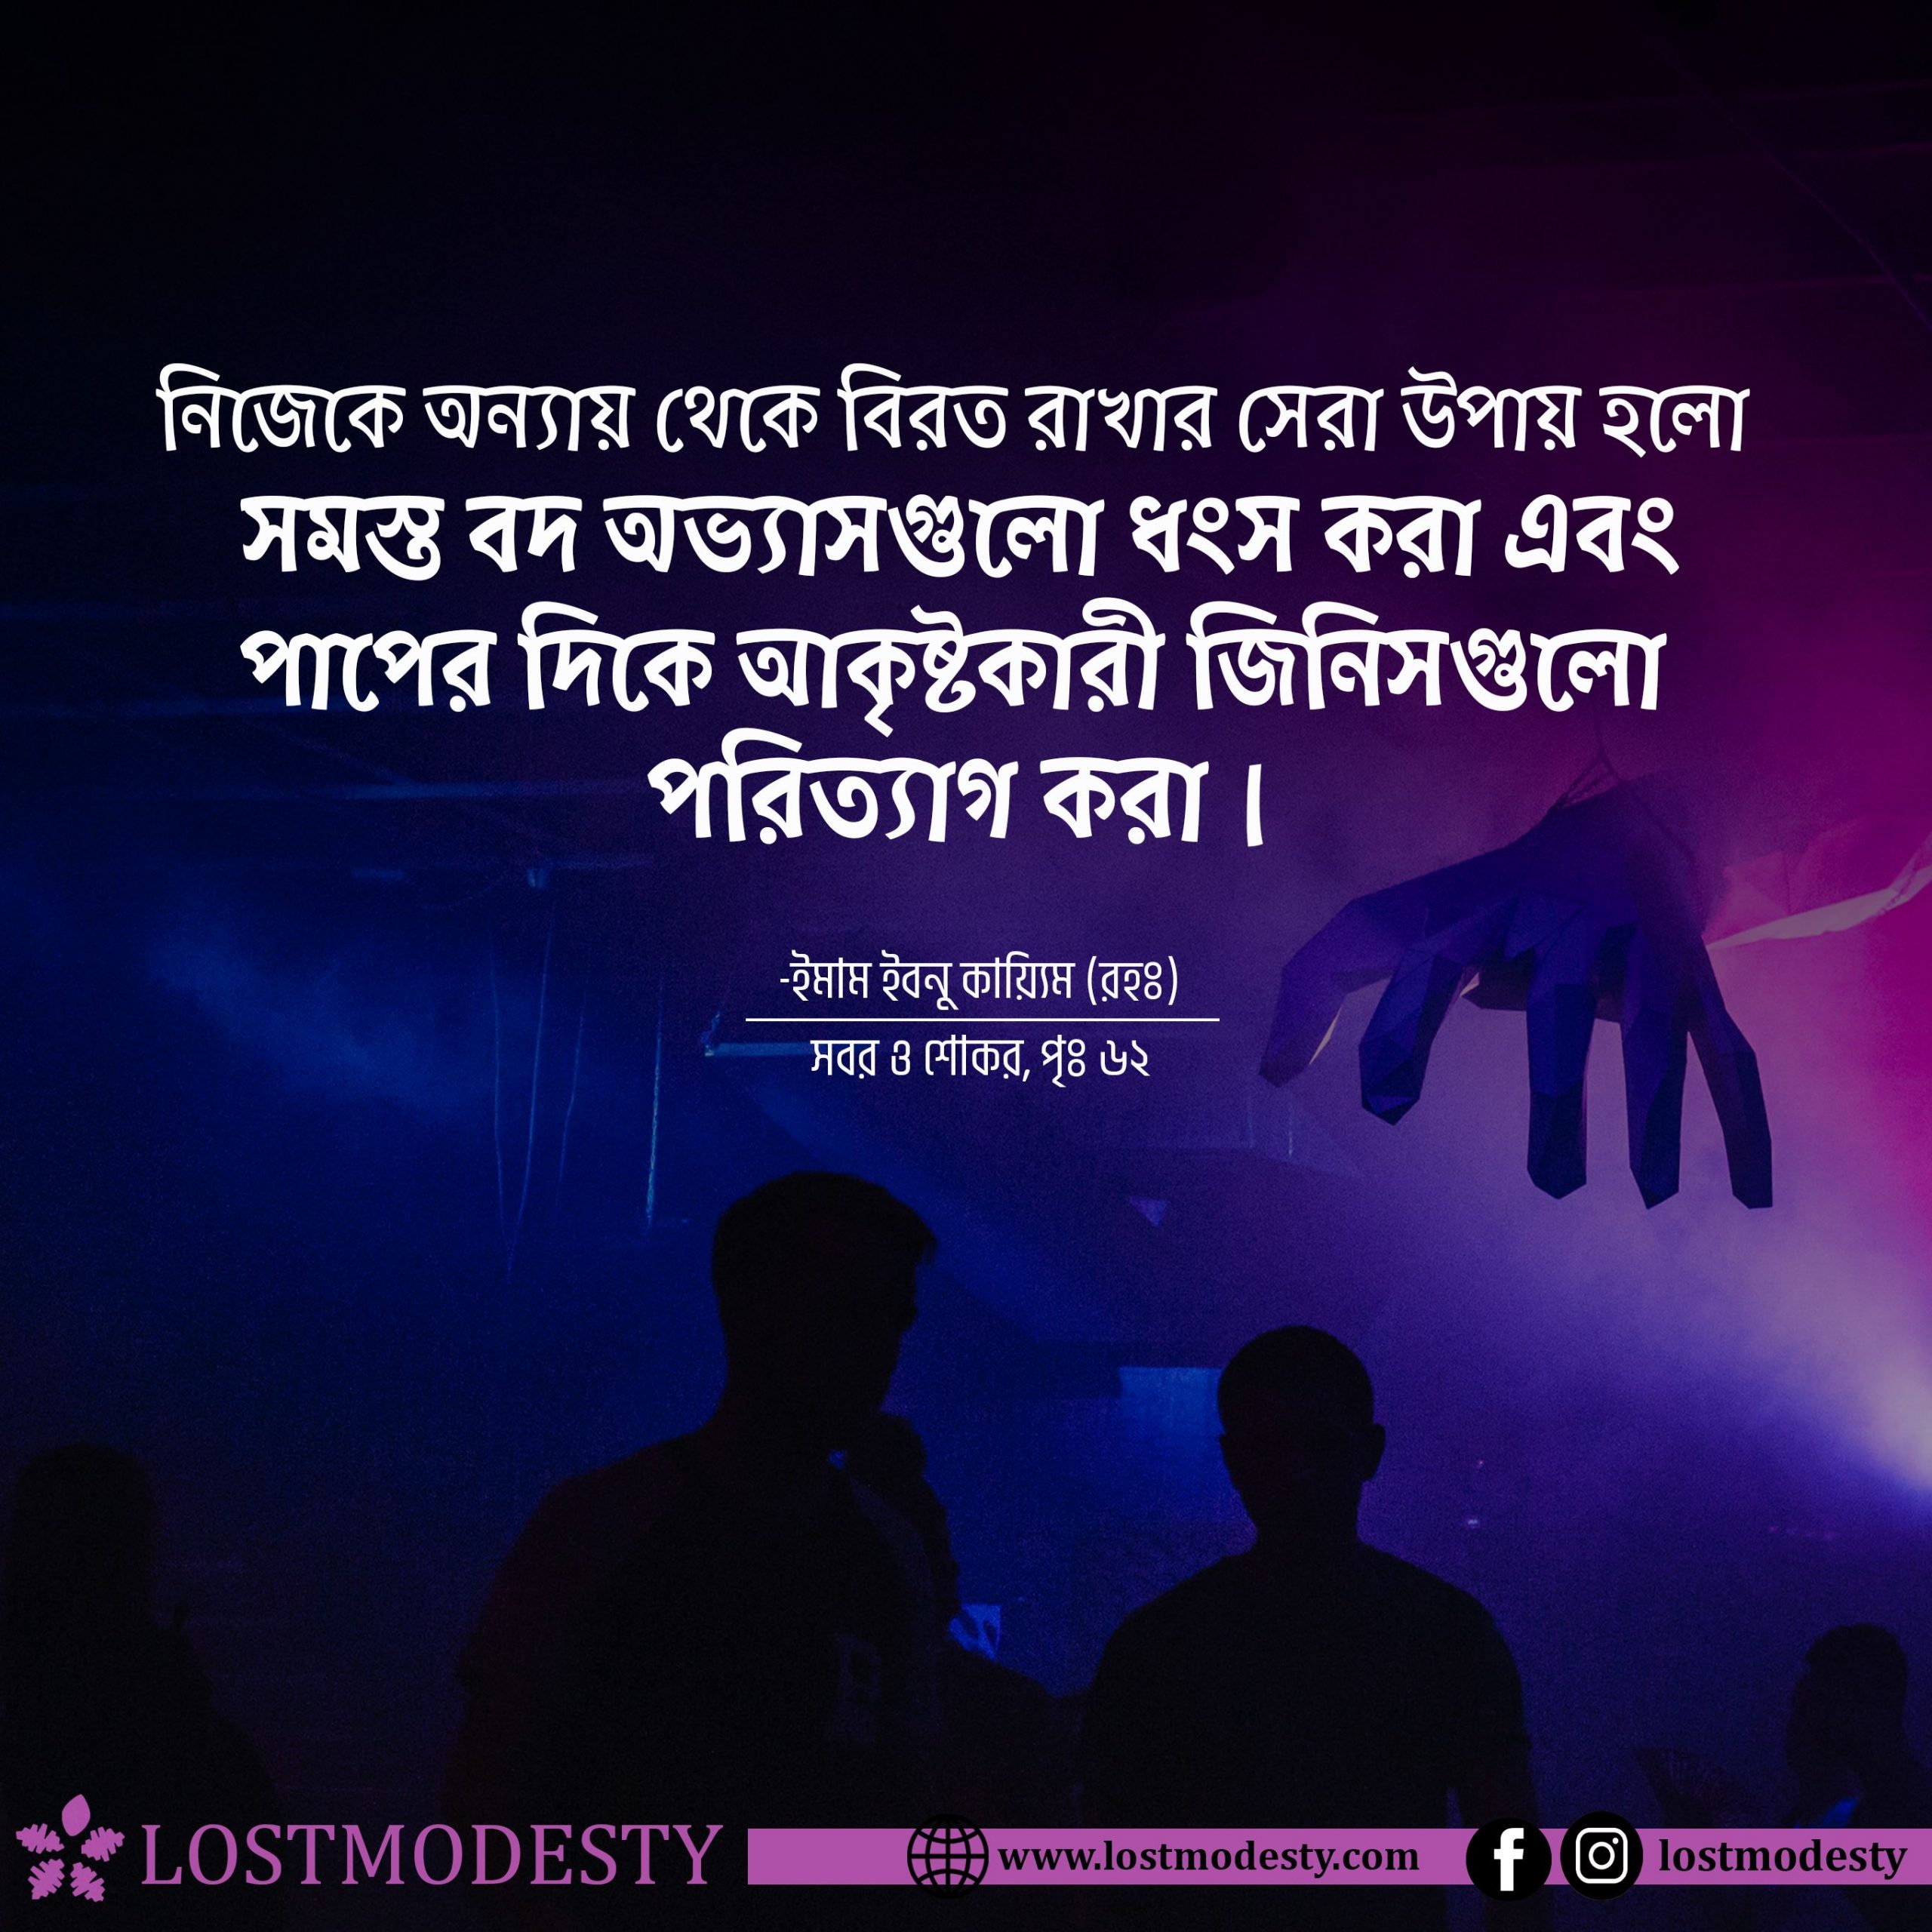 নিজেকে অন্যায় থেকে বিরত রাখার সেরা উপায় হলো
সমস্ত বদ অভ্যাসগুলো ধংস করা এবং
পাপের দিকে আকৃষ্টকারী জিনিসগুলো
পরিত্যাগ করা ।
-ইমাম ইবনু কায়্যিম (রহঃ)
সবর ও শোকর, পৃঃ ৬২
LOSTMODESTY
www.lostmodesty.com
lostmodesty